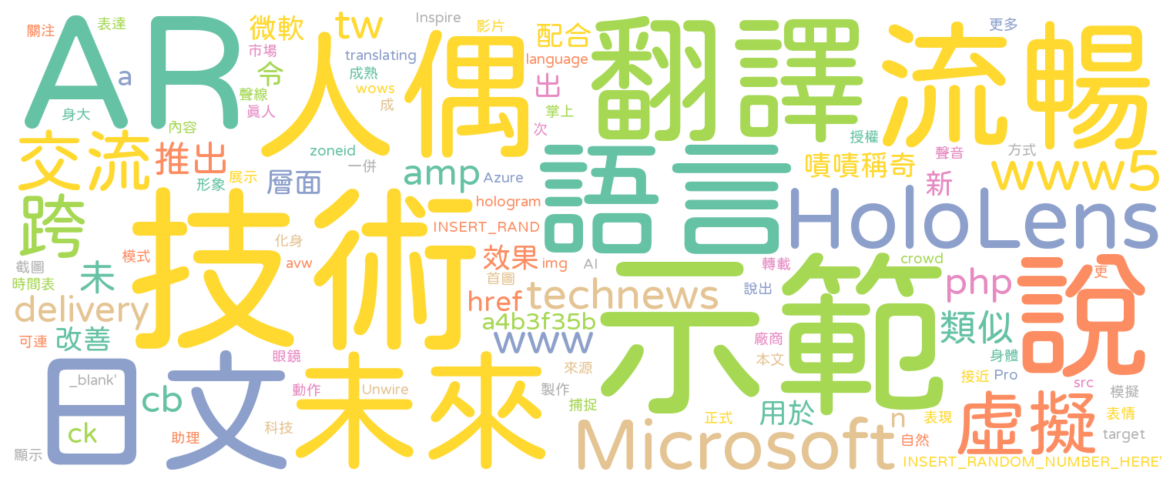 關注
表達
AR
人偶
微軟
tw
Inspire
影片
配合
翻譯
流暢
更多
市場
translating
language
令
a
成熟
wows
出
聲線
成
掌上
眞人
身大
次
內容
授權
交流
推出
zoneid
一併
語言
嘖嘖稱奇
聲音
方式
www5
形象
展示
層面
amp
Azure
新
跨
技術
hologram
HoloLens
INSERT_RAND
化身
模式
avw
效果
img
AI
轉載
crowd
更
說
截圖
未
首圖
說出
php
時間表
delivery
href
technews
示範
a4b3f35b
類似
可連
改善
www
廠商
身體
眼鏡
本文
日文
未來
來源
接近
Pro
_blank'
cb
動作
Unwire
製作
src
模擬
捕捉
用於
n
表現
虛擬
表情
ck
助理
科技
正式
Microsoft
自然
target
顯示
INSERT_RANDOM_NUMBER_HERE'